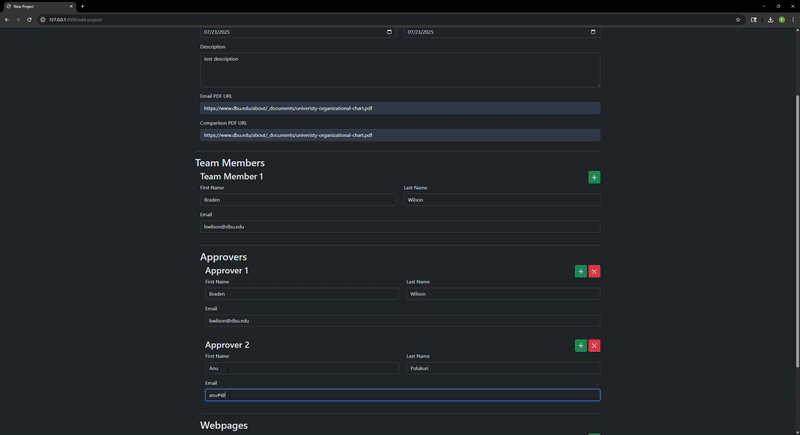 New Project
127.0.0.1:8000/add-project/
07/23/2025 07/23/2025
Description
test description
Email PDF URL
https://www.dbu.edu/about/_documents/univeristy-organizational-chart.pdf
Comparison PDF URL
https://www.dbu.edu/about/_documents/univeristy-organizational-chart.pdf
Team Members
Team Member 1
+
First Name Last Name
Braden Wilson
Email
bwilson@dbu.edu
Approvers
Approver 1
+ X
First Name Last Name
Braden Wilson
Email
bwilson@dbu.edu
Approver 2
+ X
First Name Last Name
Anu Pulukuri
Email
anu#@
Webpages